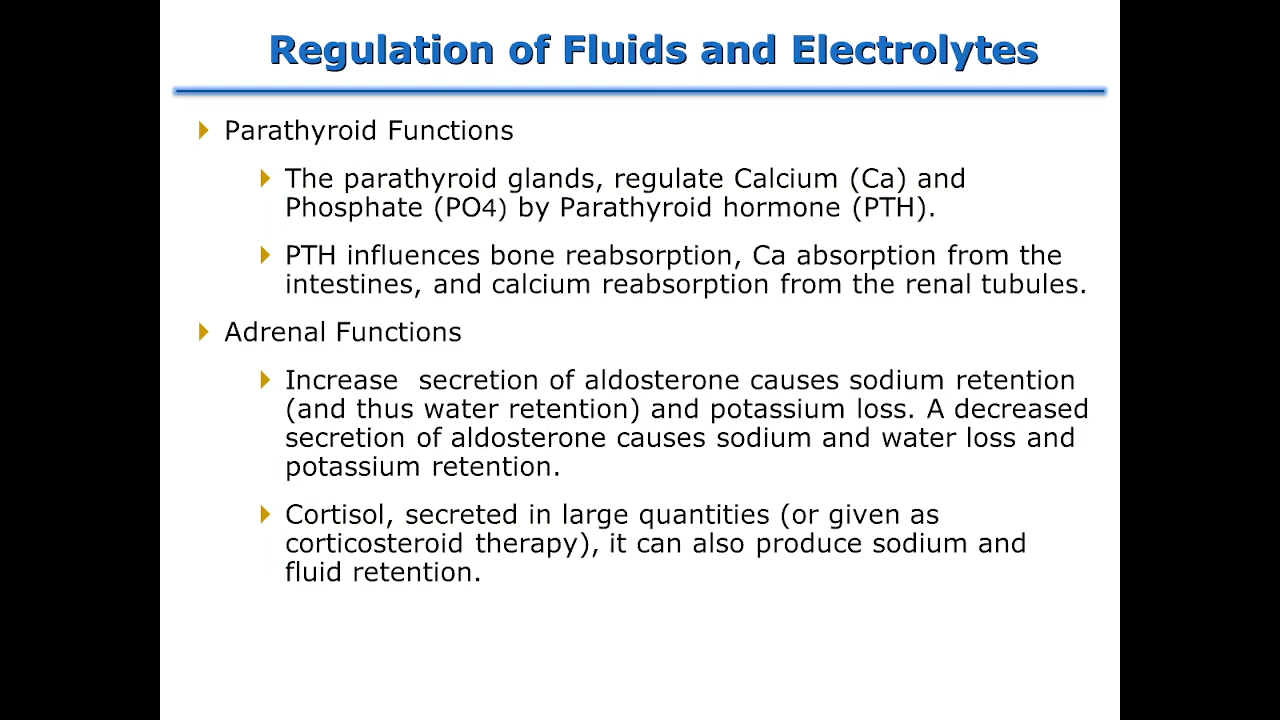 Regulation of Fluids and Electrolytes
Parathyroid Functions
The parathyroid glands, regulate Calcium (Ca) and
Phosphate (PO4) by Parathyroid hormone (PTH).
PTH influences bone reabsorption, Ca absorption from the
intestines, and calcium reabsorption from the renal tubules.
Adrenal Functions
Increase  secretion of aldosterone causes sodium retention
(and thus water retention) and potassium loss. A decreased
secretion of aldosterone causes sodium and water loss and
potassium retention.
Cortisol, secreted in large quantities (or given as
corticosteroid therapy), it can also produce sodium and
fluid retention.